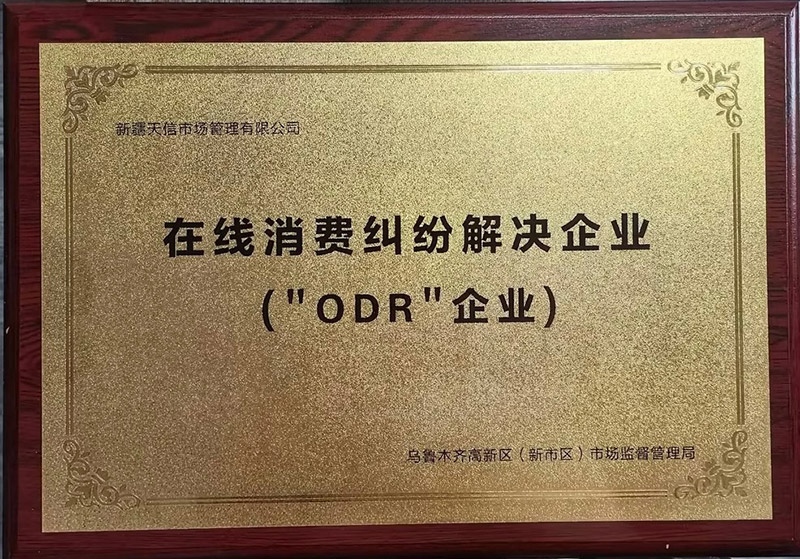 新疆天信市场管理有限公司
在线消费纠纷解决企业
("ODR"企业)
乌鲁木齐高新区(新市区)市场监督管理局